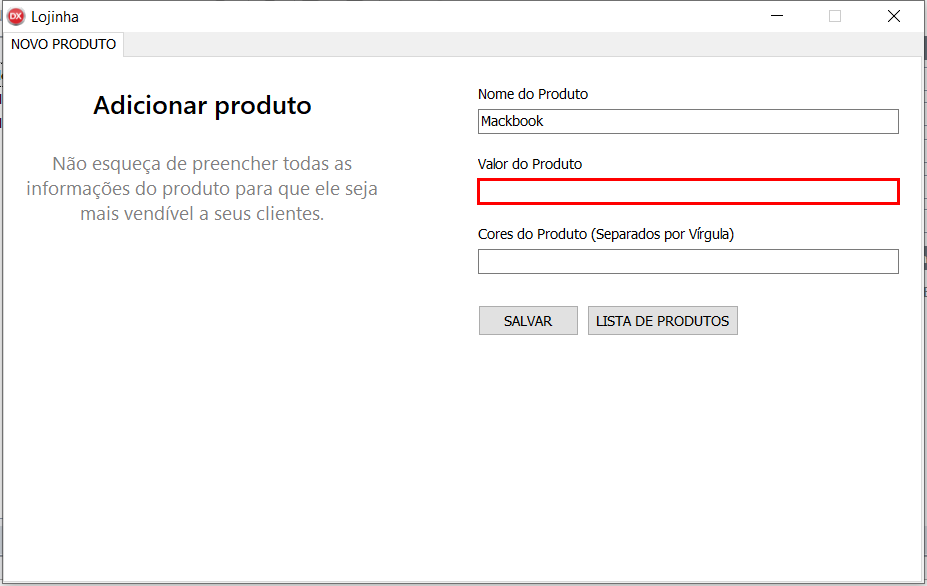 DX Lojinha
NOVO PRODUTO
Adicionar produto
Não esqueça de preencher todas as
informações do produto para que ele seja
mais vendível a seus clientes.
Nome do Produto
Mackbook
Valor do Produto
Cores do Produto (Separados por Vírgula)
SALVAR LISTA DE PRODUTOS